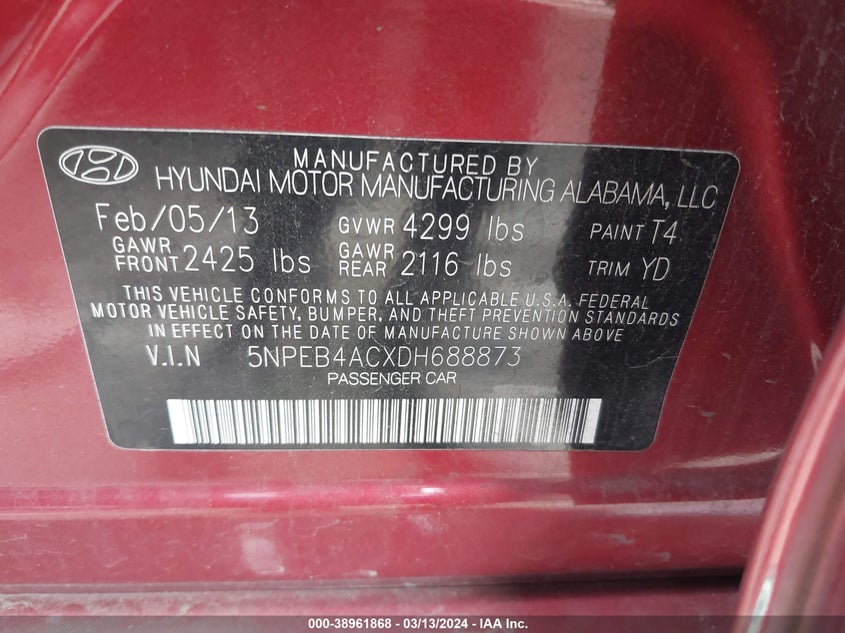 MANUFACTURED BY
HYUNDAI MOTOR MANUFACTURING ALABAMA, LLC
Feb/05/13 GVWR 4299 lbs PAINT T4
GAWR FRONT 2425 lbs GAWR REAR 2116 lbs TRIM YD
THIS VEHICLE CONFORMS TO ALL APPLICABLE U.S.A. FEDERAL
MOTOR VEHICLE SAFETY, BUMPER, AND THEFT PREVENTION STANDARDS
IN EFFECT ON THE DATE OF MANUFACTURE SHOWN ABOVE
V.I.N 5NPEB4ACXDH688873
PASSENGER CAR
000-38961868 - 03/13/2024 - IAA Inc.